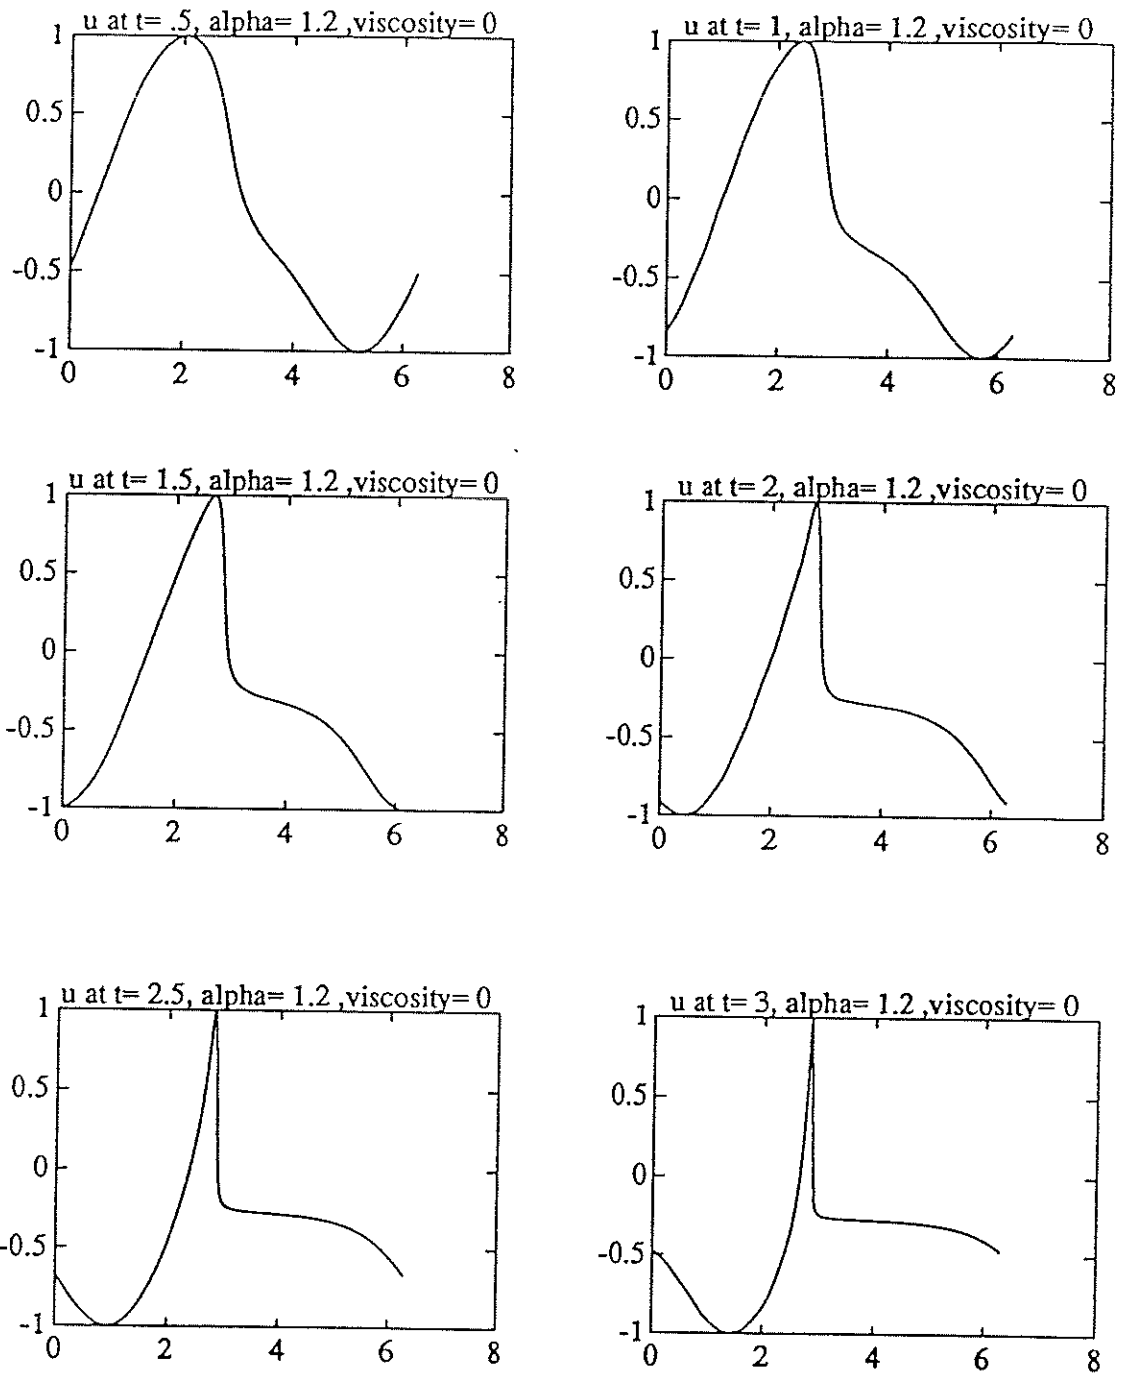 u at t= .5, alpha= 1.2 ,viscosity= 0
1
0.5
0
-0.5
-1
0 2 4 6 8
u at t= 1, alpha= 1.2 ,viscosity= 0
1
0.5
0
-0.5
-1
0 2 4 6 8
u at t= 1.5, alpha= 1.2 ,viscosity= 0
1
0.5
0
-0.5
-1
0 2 4 6 8
u at t= 2, alpha= 1.2 ,viscosity= 0
1
0.5
0
-0.5
-1
0 2 4 6 8
u at t= 2.5, alpha= 1.2 ,viscosity= 0
1
0.5
0
-0.5
-1
0 2 4 6 8
u at t= 3, alpha= 1.2 ,viscosity= 0
1
0.5
0
-0.5
-1
0 2 4 6 8